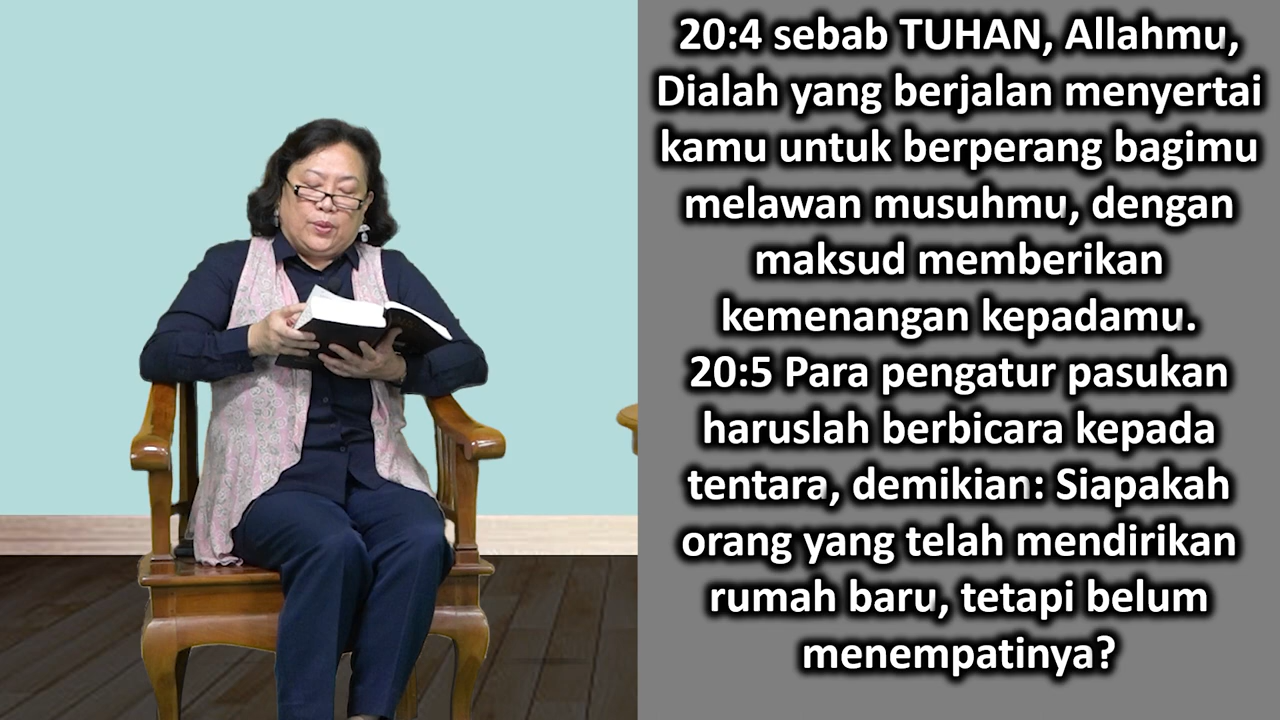 20:4 sebab TUHAN, Allahmu,
Dialah yang berjalan menyertai
kamu untuk berperang bagimu
melawan musuhmu, dengan
maksud memberikan
kemenangan kepadamu.
20:5 Para pengatur pasukan
haruslah berbicara kepada
tentara, demikian: Siapakah
orang yang telah mendirikan
rumah baru, tetapi belum
menempatinya?